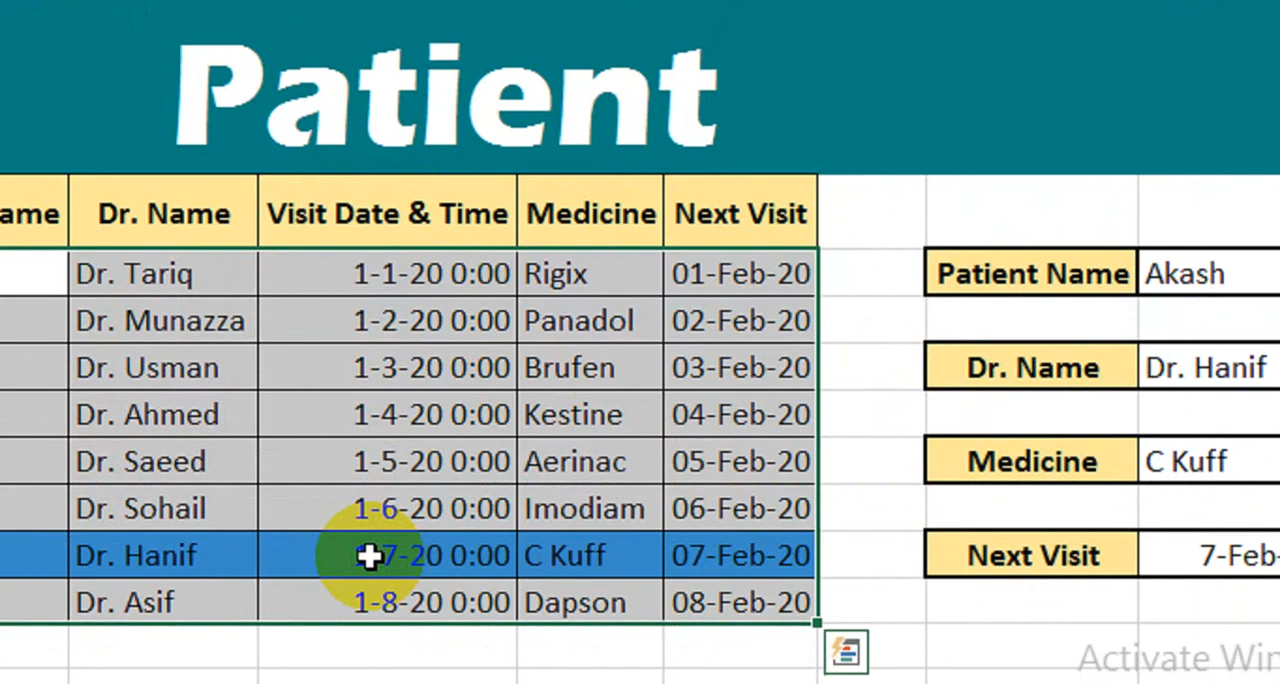 Patient
ame Dr. Name Visit Date & Time Medicine Next Visit
Dr. Tariq 1-1-20 0:00 Rigix 01-Feb-20 Patient Name Akash
Dr. Munazza 1-2-20 0:00 Panadol 02-Feb-20
Dr. Usman 1-3-20 0:00 Brufen 03-Feb-20 Dr. Name Dr. Hanif
Dr. Ahmed 1-4-20 0:00 Kestine 04-Feb-20
Dr. Saeed 1-5-20 0:00 Aerinac 05-Feb-20 Medicine C Kuff
Dr. Sohail 1-6-20 0:00 Imodiam 06-Feb-20
Dr. Hanif 1-7-20 0:00 C Kuff 07-Feb-20 Next Visit 7-Feb-
Dr. Asif 1-8-20 0:00 Dapson 08-Feb-20
Activate Win